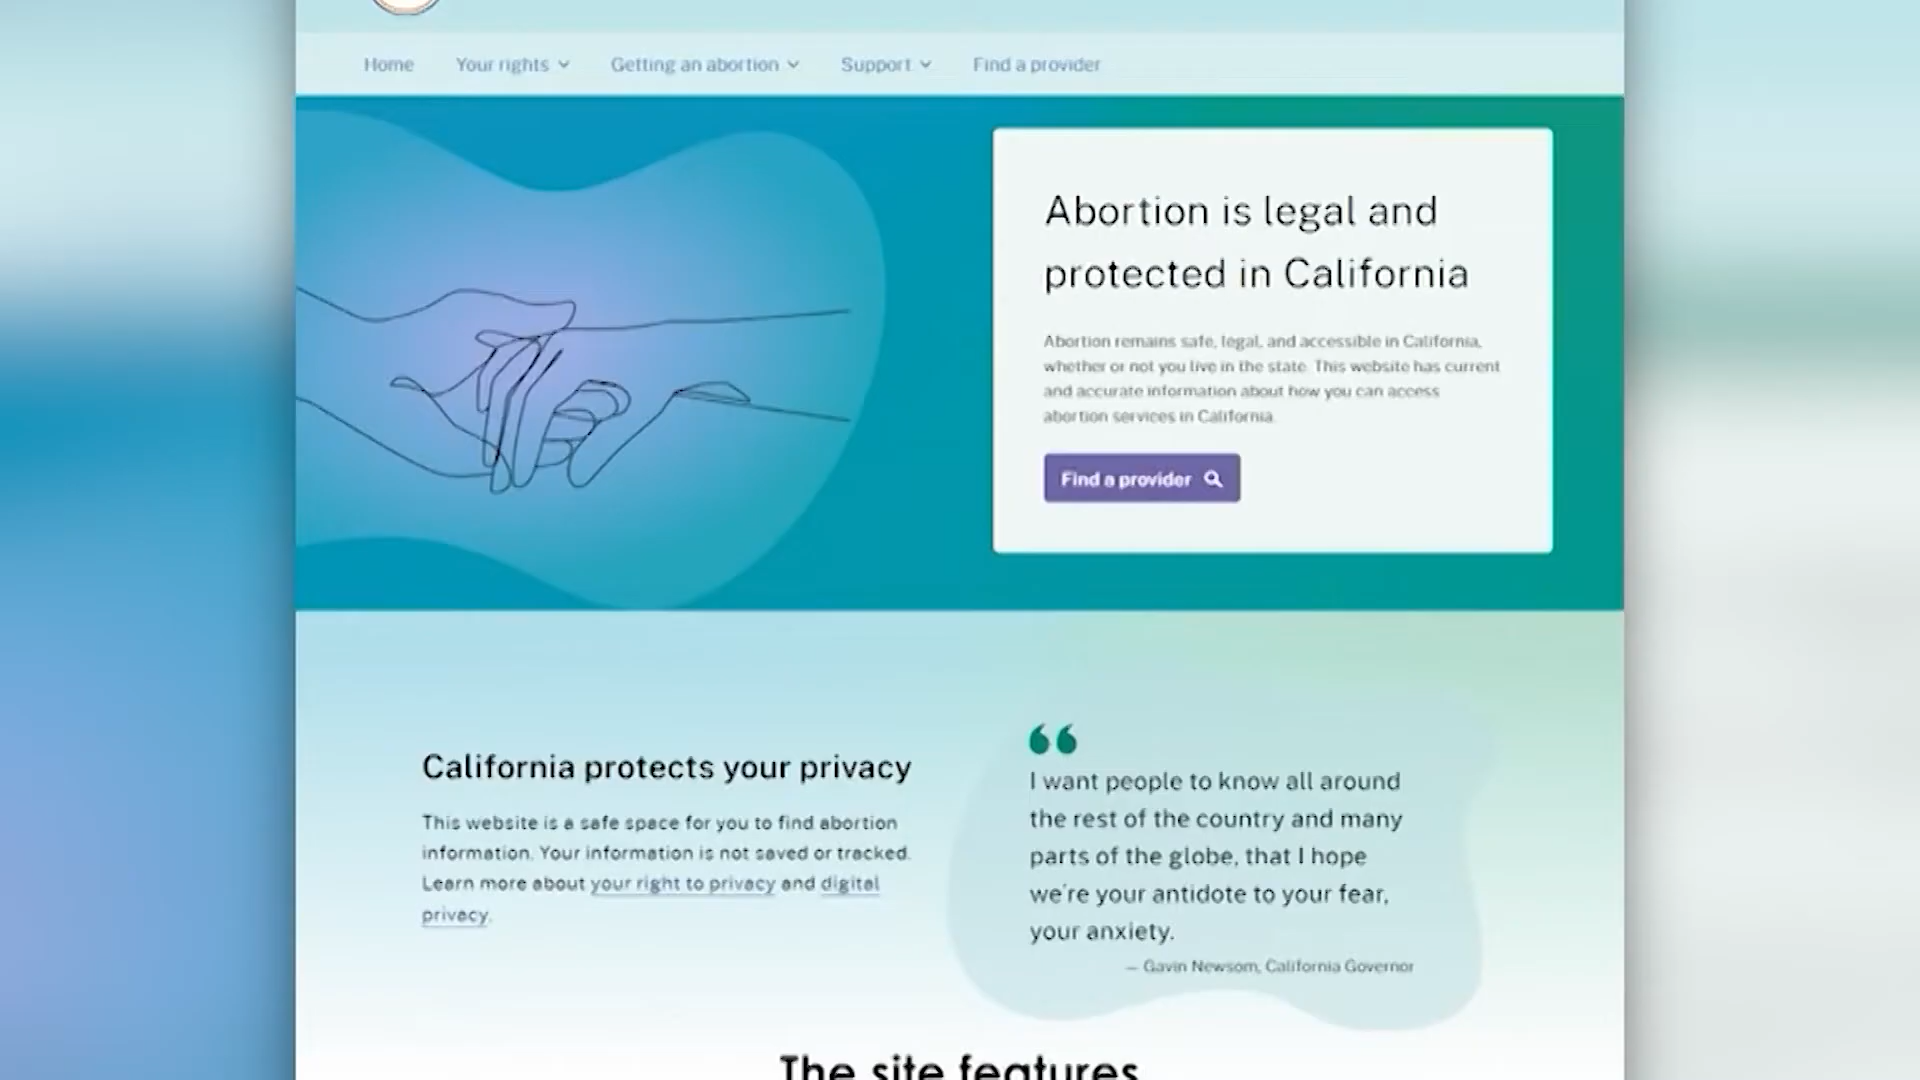 Home Your rights Getting an abortion Support Find a provider
Abortion is legal and
protected in California
Abortion remains safe, legal, and accessible in California,
whether or not you live in the state. This website has current
and accurate information about how you can access
abortion services in California.
Find a provider
California protects your privacy
This website is a safe space for you to find abortion
information. Your information is not saved or tracked.
Learn more about your right to privacy and digital
privacy.
“
I want people to know all around
the rest of the country and many
parts of the globe, that I hope
we're your antidote to your fear,
your anxiety.
— Gavin Newsom, California Governor
The site features